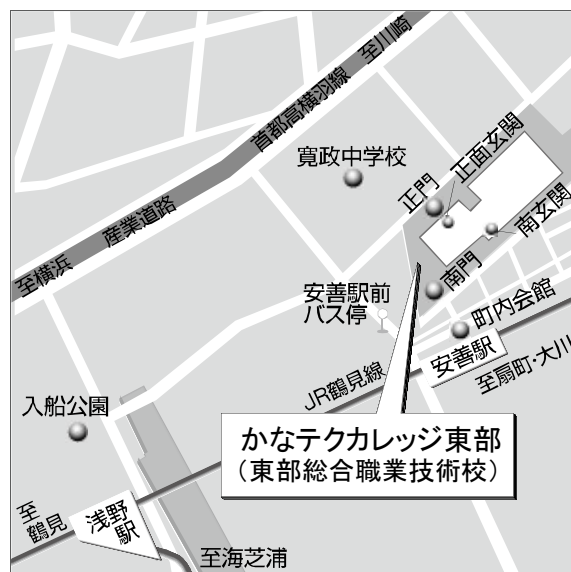 至川崎
首都高横羽線
産業道路
至横浜
寛政中学校
正門
正面玄関
南玄関
南門
安善駅前
バス停
町内会館
安善駅
至扇町・大川
JR鶴見線
入船公園
かなテクカレッジ東部
（東部総合職業技術校）
至
鶴見
浅野
駅
至海芝浦